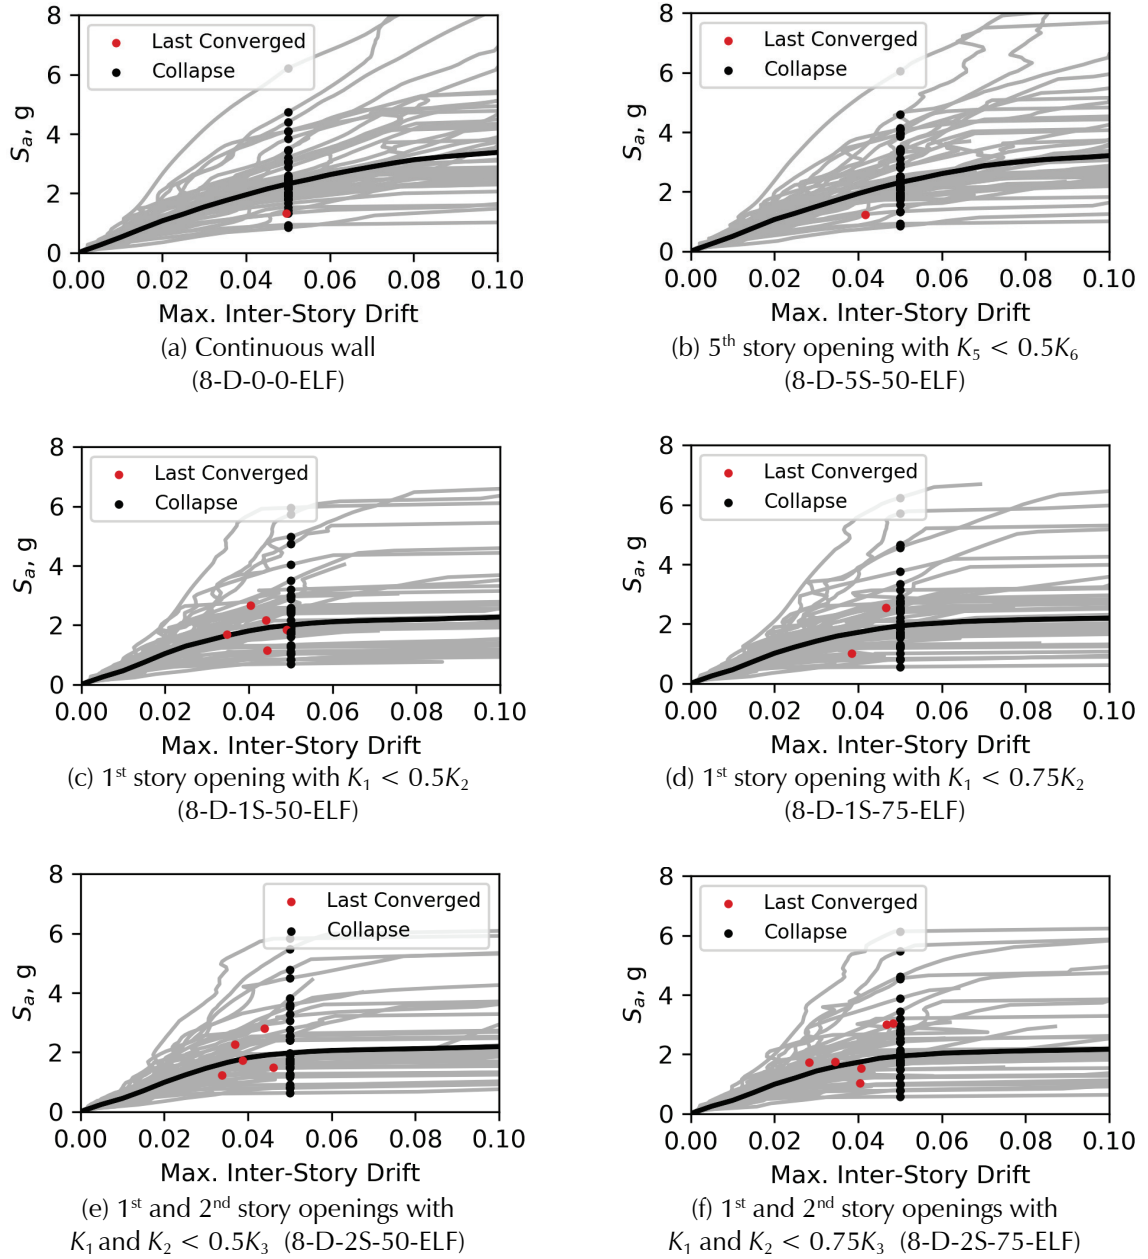 8
6
4
2
0
Sa, g
Last Converged
Collapse
0.00 0.02 0.04 0.06 0.08 0.10
Max. Inter-Story Drift
(a) Continuous wall
(8-D-0-0-ELF)
8
6
4
2
0
Sa, g
Last Converged
Collapse
0.00 0.02 0.04 0.06 0.08 0.10
Max. Inter-Story Drift
(b) 5th story opening with K5 < 0.5K6
(8-D-5S-50-ELF)
8
6
4
2
0
Sa, g
Last Converged
Collapse
0.00 0.02 0.04 0.06 0.08 0.10
Max. Inter-Story Drift
(c) 1st story opening with K1 < 0.5K2
(8-D-1S-50-ELF)
8
6
4
2
0
Sa, g
Last Converged
Collapse
0.00 0.02 0.04 0.06 0.08 0.10
Max. Inter-Story Drift
(d) 1st story opening with K1 < 0.75K2
(8-D-1S-75-ELF)
8
6
4
2
0
Sa, g
Last Converged
Collapse
0.00 0.02 0.04 0.06 0.08 0.10
Max. Inter-Story Drift
(e) 1st and 2nd story openings with
K1 and K2 < 0.5K3 (8-D-2S-50-ELF)
8
6
4
2
0
Sa, g
Last Converged
Collapse
0.00 0.02 0.04 0.06 0.08 0.10
Max. Inter-Story Drift
(f) 1st and 2nd story openings with
K1 and K2 < 0.75K3 (8-D-2S-75-ELF)